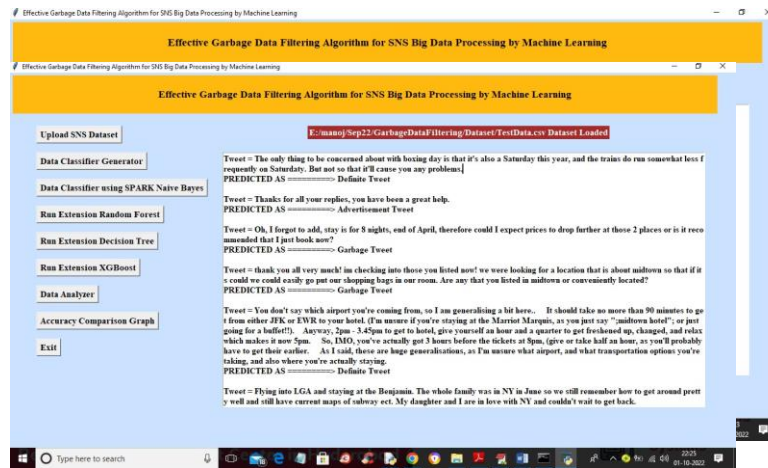 Effective Garbage Data Filtering Algorithm for SNS Big Data Processing by Machine Learning
Effective Garbage Data Filtering Algorithm for SNS Big Data Processing by Machine Learning
Effective Garbage Data Filtering Algorithm for SNS Big Data Processing by Machine Learning
Effective Garbage Data Filtering Algorithm for SNS Big Data Processing by Machine Learning
Upload SNS Dataset
E:/manoj/Sep22/GarbageDataFiltering/Dataset/TestData.csv Dataset Loaded
Data Classifier Generator
Data Classifier using SPARK Naive Bayes
Run Extension Random Forest
Run Extension Decision Tree
Run Extension XGBoost
Data Analyzer
Accuracy Comparison Graph
Exit
Tweet = The only thing to be concerned about with boxing day is that it's also a Saturday this year, and the trains do run somewhat less f
requently on Saturdaty. But not so that it'll cause you any problems.
PREDICTED AS ==========> Definite Tweet
Tweet = Thanks for all your replies, you have been a great help.
PREDICTED AS ==========> Advertisement Tweet
Tweet = Oh, I forgot to add, stay is for 8 nights, end of April, therefore could I expect prices to drop further at those 2 places or is it reco
mmended that I just book now?
PREDICTED AS ==========> Garbage Tweet
Tweet = thank you all very much! im checking into those you listed now! we were looking for a location that is about midtown so that if it
s could we could easily go put our shopping bags in our room. Are any that you listed in midtown or conveniently located?
PREDICTED AS ==========> Garbage Tweet
Tweet = You don't say which airport you're coming from, so I am generalising a bit here.. It should take no more than 90 minutes to ge
t from either JFK or EWR to your hotel. (I'm unsure if you're staying at the Marriot Marquis, as you just say ";midtown hotel"; or just
going for a buffet!!). Anyway, 2pm - 3.45pm to get to hotel, give yourself an hour and a quarter to get freshened up, changed, and relax
which makes it now 5pm. So, IMO, you've actually got 3 hours before the tickets at 8pm, (give or take half an hour, as you'll probably
have to get their earlier. As I said, these are huge generalisations, as I'm unsure what airport, and what transportation options you're
taking, and also where you're actually staying.
PREDICTED AS ==========> Definite Tweet
Tweet = Flying into LGA and staying at the Benjamin. The whole family was in NY in June so we still remember how to get around prett
y well and still have current maps of subway ect. My daughter and I are in love with NY and couldn't wait to get back.
Type here to search
22:25
01-10-2022
2022